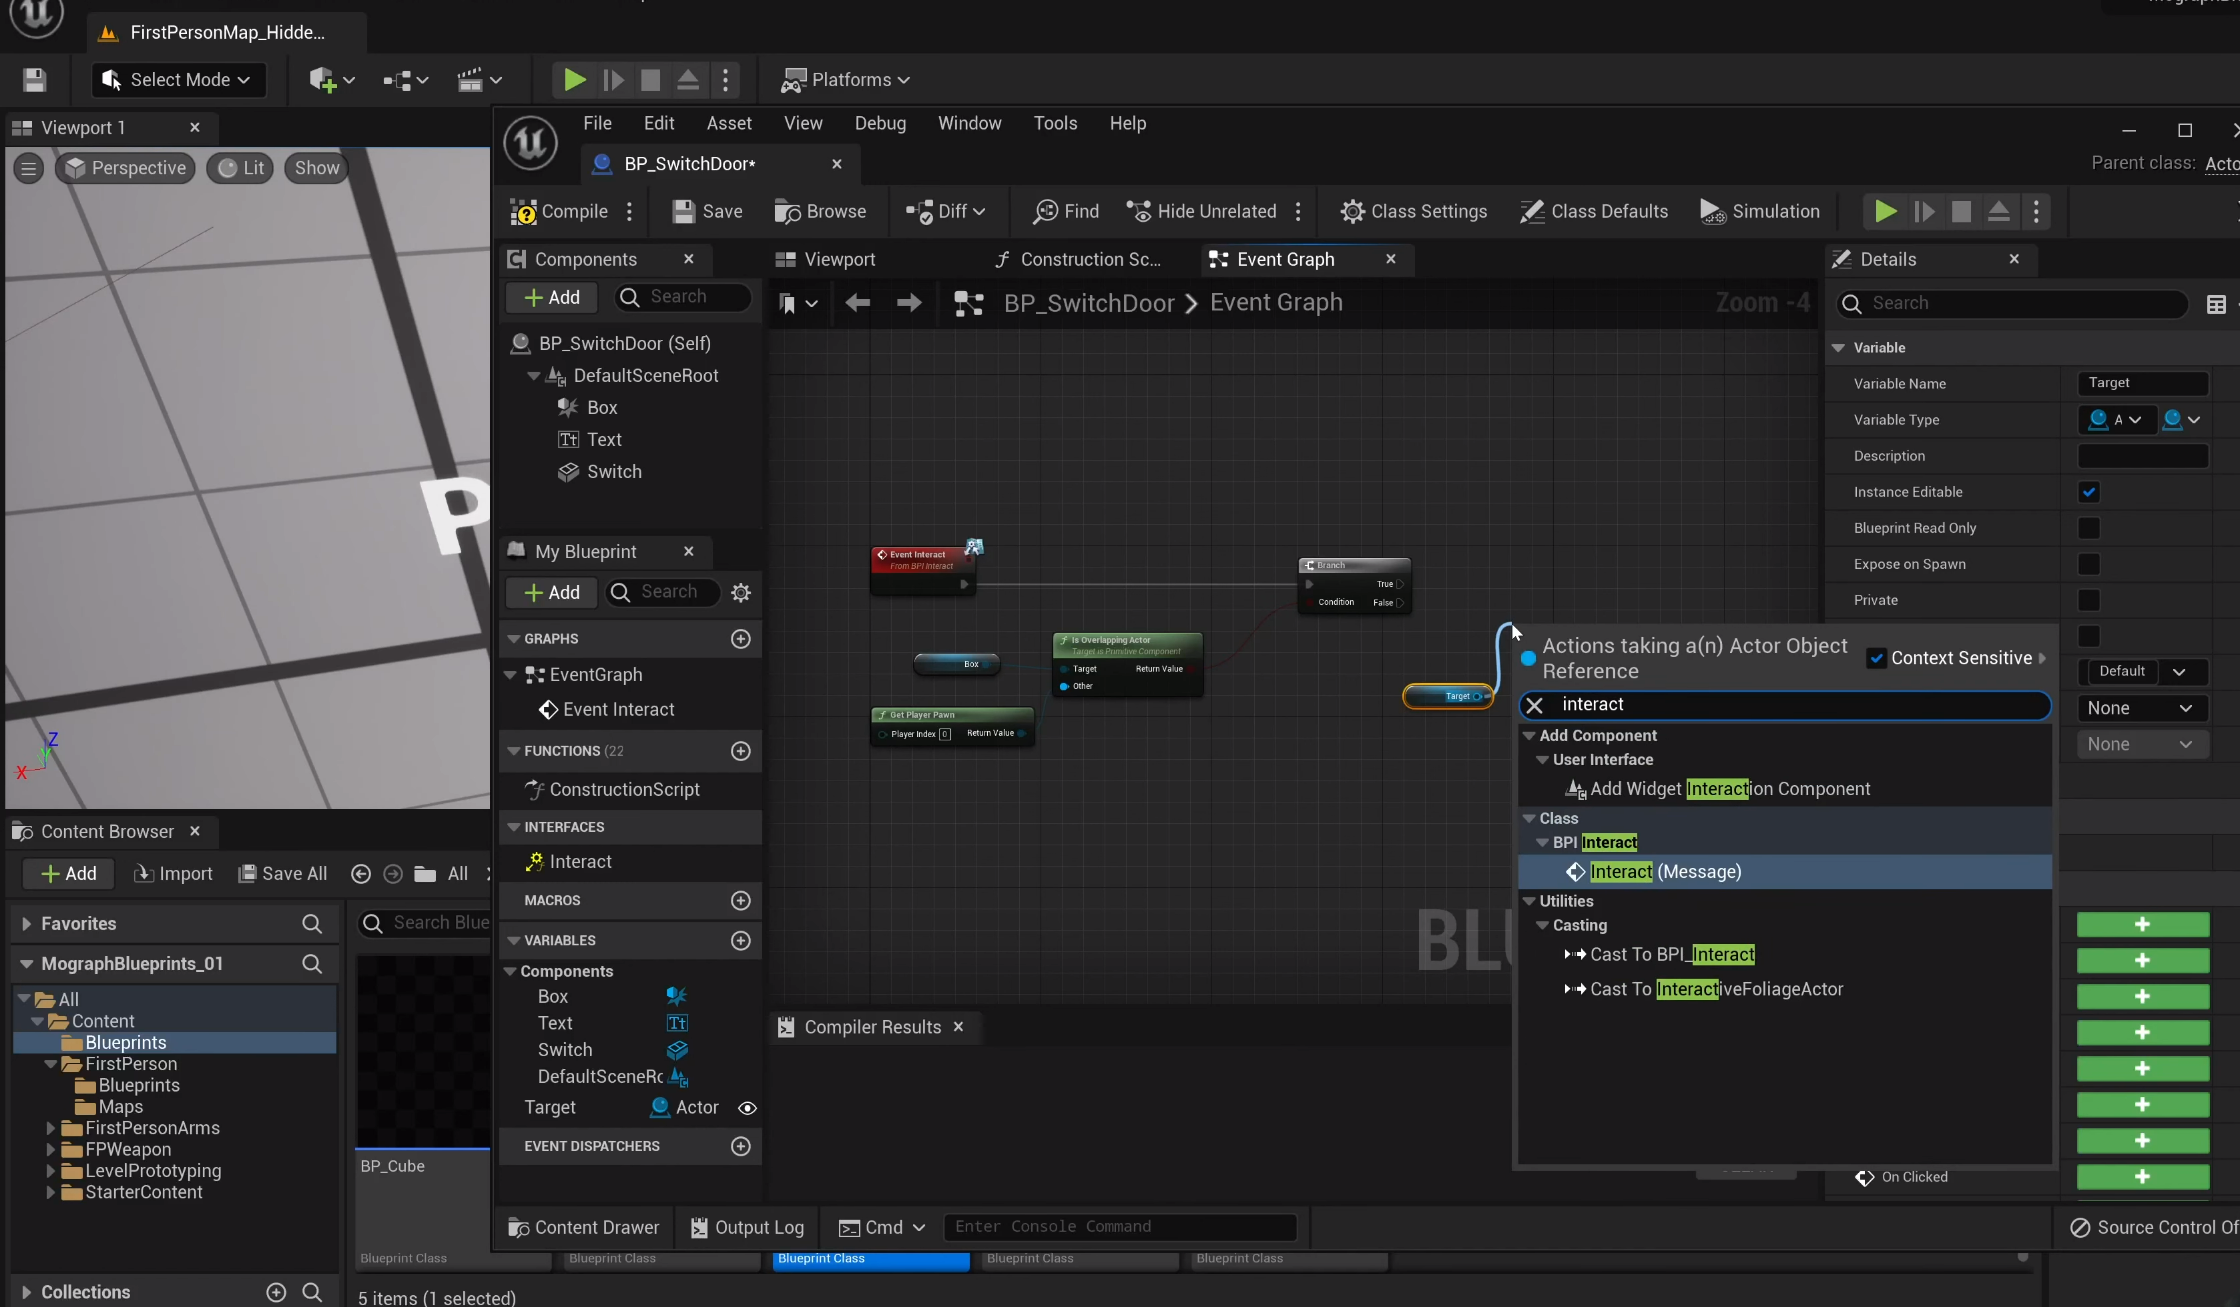 FirstPersonMap_Hidde...
Select Mode
Platforms
Viewport 1
Perspective
Lit
Show
P
File Edit Asset View Debug Window Tools Help
BP_SwitchDoor*
Parent class: Acto
Compile
Save
Browse
Diff
Find
Hide Unrelated
Class Settings
Class Defaults
Simulation
Components
Add
Search
BP_SwitchDoor (Self)
DefaultSceneRoot
Box
Text
Switch
My Blueprint
Add
Search
GRAPHS
EventGraph
Event Interact
FUNCTIONS (22
ConstructionScript
INTERFACES
Interact
MACROS
VARIABLES
Components
Box
Text
Switch
DefaultSceneRo
Target Actor
EVENT DISPATCHERS
Viewport
Construction Sc...
Event Graph
BP_SwitchDoor > Event Graph
Zoom -4
Event Interact
From BPI Interact
Branch
True
Condition False
Is Overlapping Actor
Target is Primitive Component
Target Return Value
Other
Box
Get Player Pawn
Player Index 0 Return Value
Target
BLU
Actions taking a(n) Actor Object
Reference
Context Sensitive
interact
Add Component
User Interface
Add Widget Interaction Component
Class
BPI Interact
Interact (Message)
Utilities
Casting
Cast To BPI_Interact
Cast To InteractiveFoliageActor
Compiler Results
Details
Search
Variable
Variable Name Target
Variable Type A
Description
Instance Editable
Blueprint Read Only
Expose on Spawn
Private
Default
None
None
On Clicked
Content Drawer
Output Log
Cmd
Enter Console Command
Source Control Of
Content Browser
Add
Import
Save All
All
Favorites
Search Blue
MographBlueprints_01
All
Content
Blueprints
FirstPerson
Blueprints
Maps
FirstPersonArms
FPWeapon
LevelPrototyping
StarterContent
Collections
BP_Cube
Blueprint Class
Blueprint Class
Blueprint Class
Blueprint Class
Blueprint Class
5 items (1 selected)